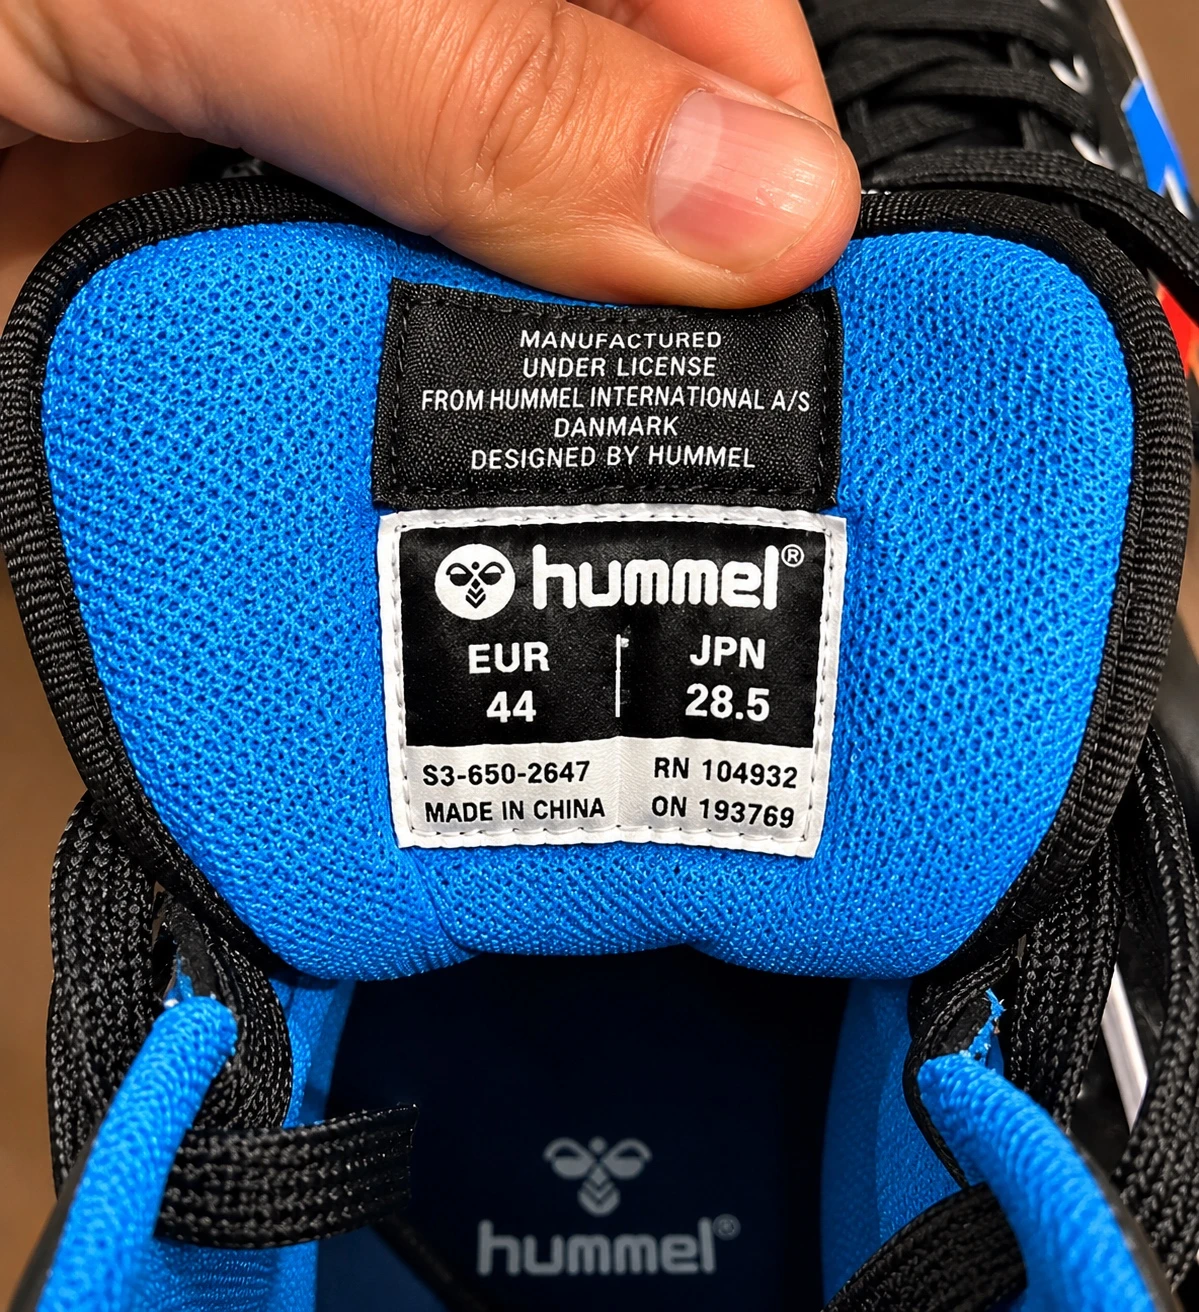 MANUFACTURED
UNDER LICENSE
FROM HUMMEL INTERNATIONAL A/S
DANMARK
DESIGNED BY HUMMEL
hummel®
EUR | JPN
44 | 28.5
S3-650-2647 RN 104932
MADE IN CHINA ON 193769
hummel®